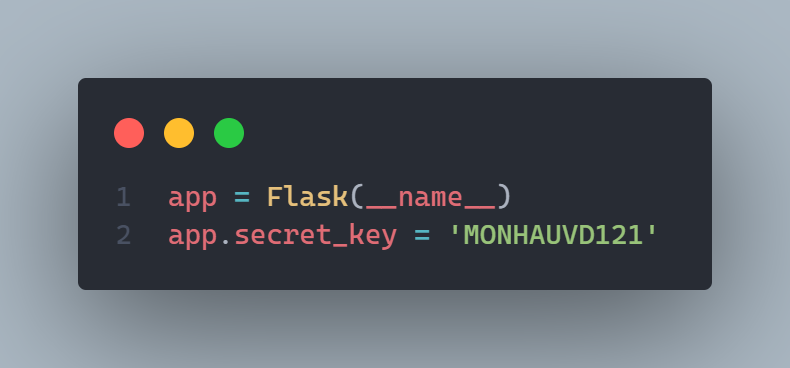 1 app = Flask(__name__)
2 app.secret_key = 'MONHAUVD121'